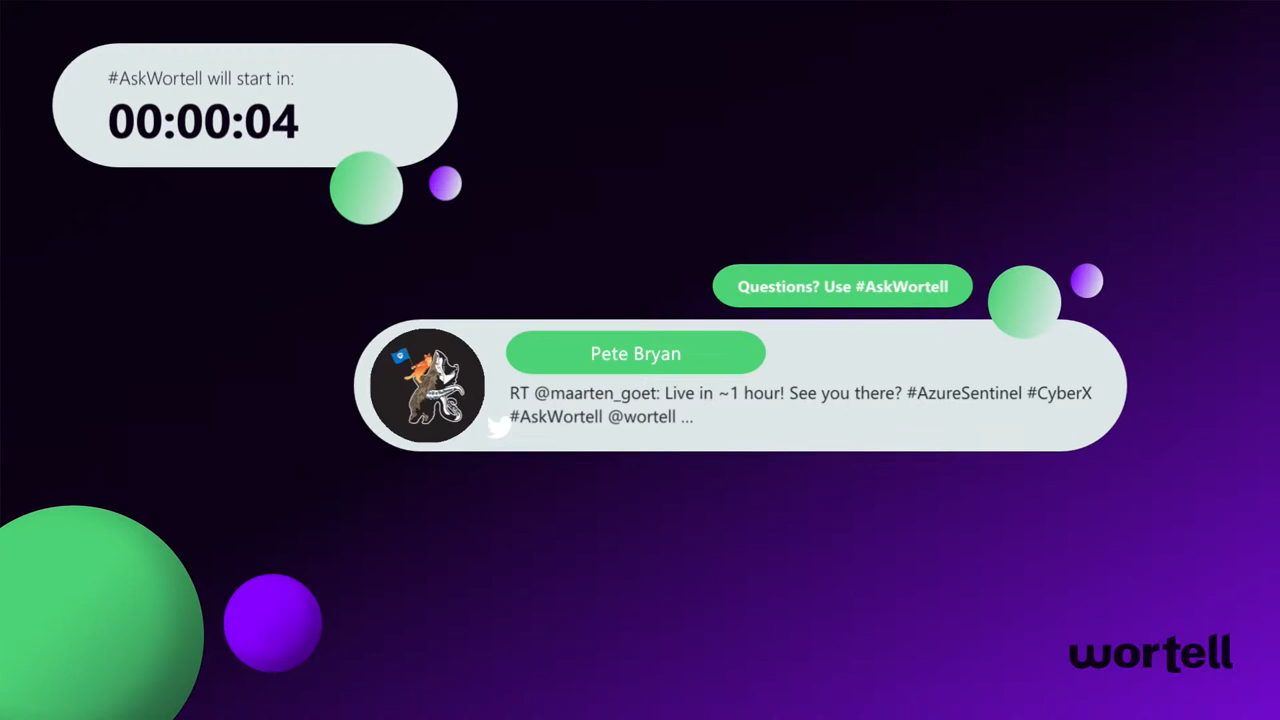 #AskWortell will start in:
00:00:04
Questions? Use #AskWortell
Pete Bryan
RT @maarten_goet: Live in ~1 hour! See you there? #AzureSentinel #CyberX
#AskWortell @wortell ...
wortell